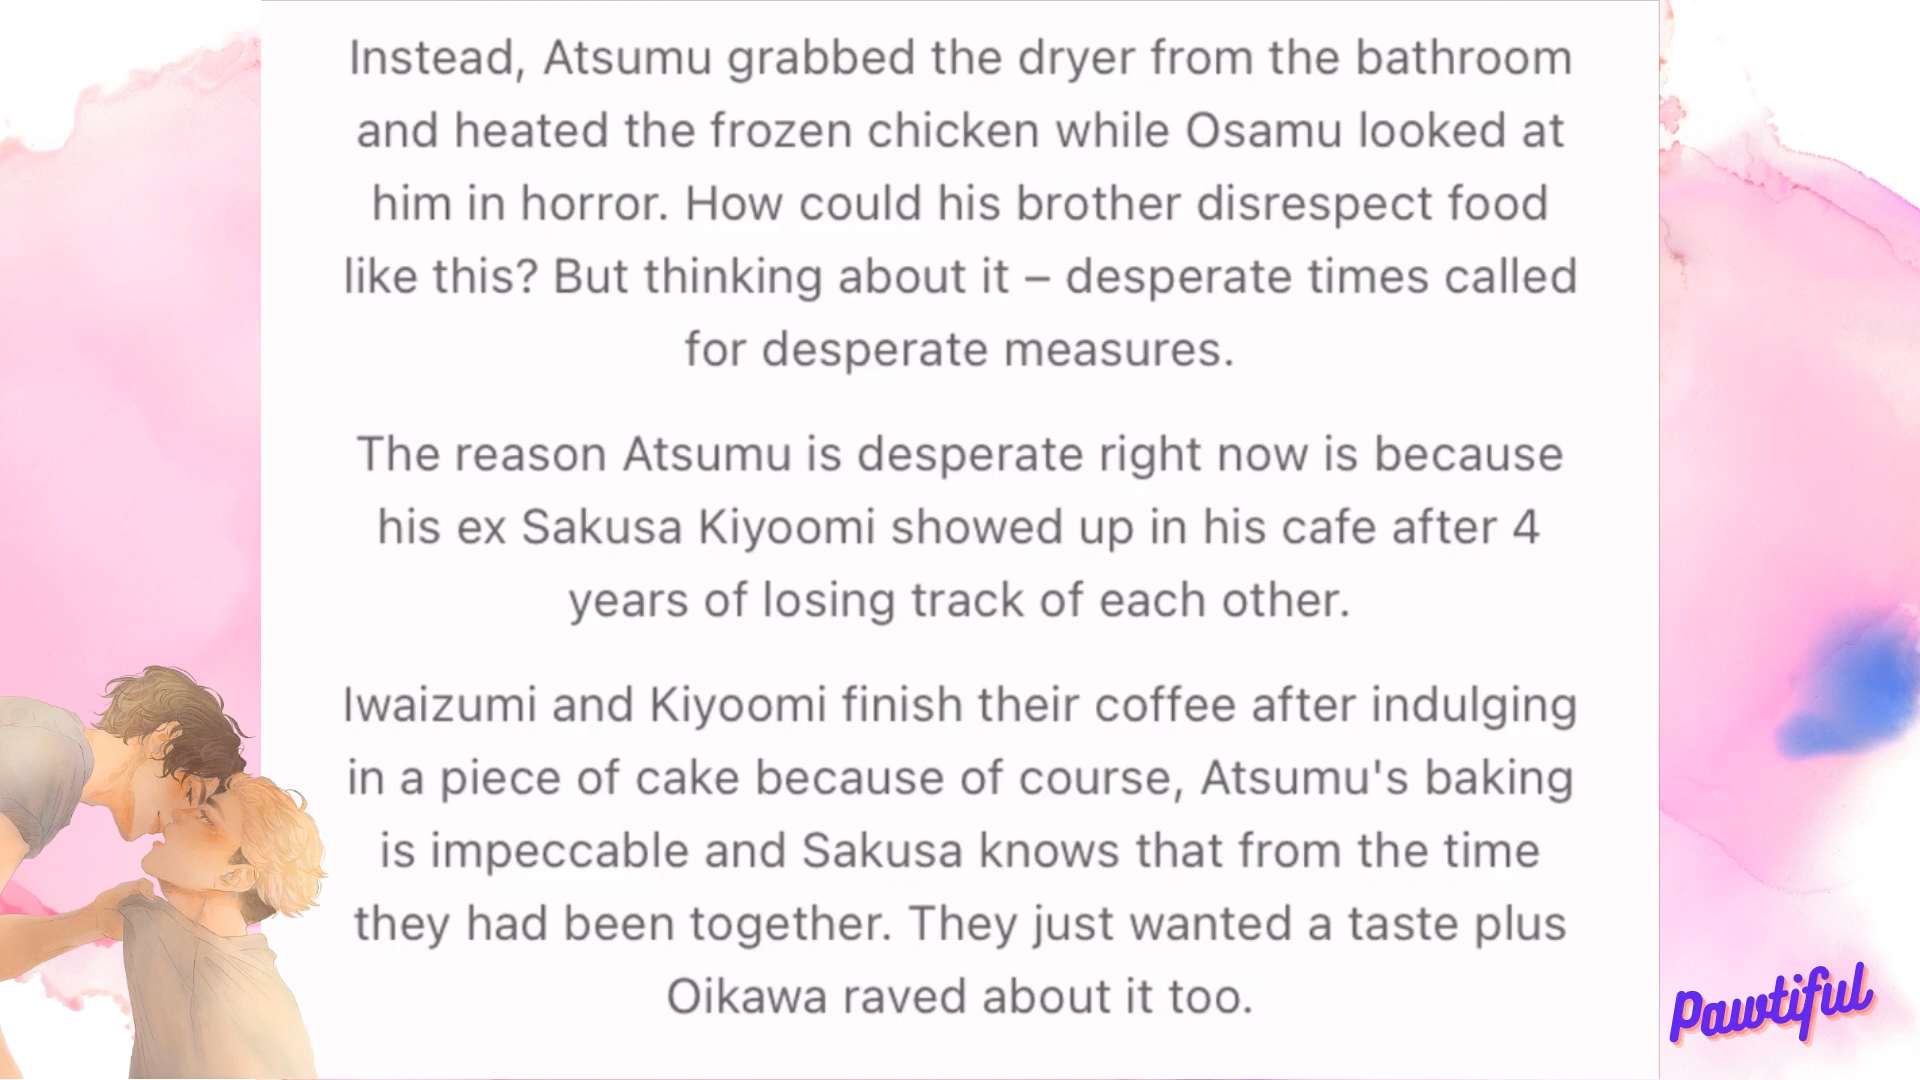 Instead, Atsumu grabbed the dryer from the bathroom
and heated the frozen chicken while Osamu looked at
him in horror. How could his brother disrespect food
like this? But thinking about it – desperate times called
for desperate measures.
The reason Atsumu is desperate right now is because
his ex Sakusa Kiyoomi showed up in his cafe after 4
years of losing track of each other.
Iwaizumi and Kiyoomi finish their coffee after indulging
in a piece of cake because of course, Atsumu's baking
is impeccable and Sakusa knows that from the time
they had been together. They just wanted a taste plus
Oikawa raved about it too.
Pawtiful